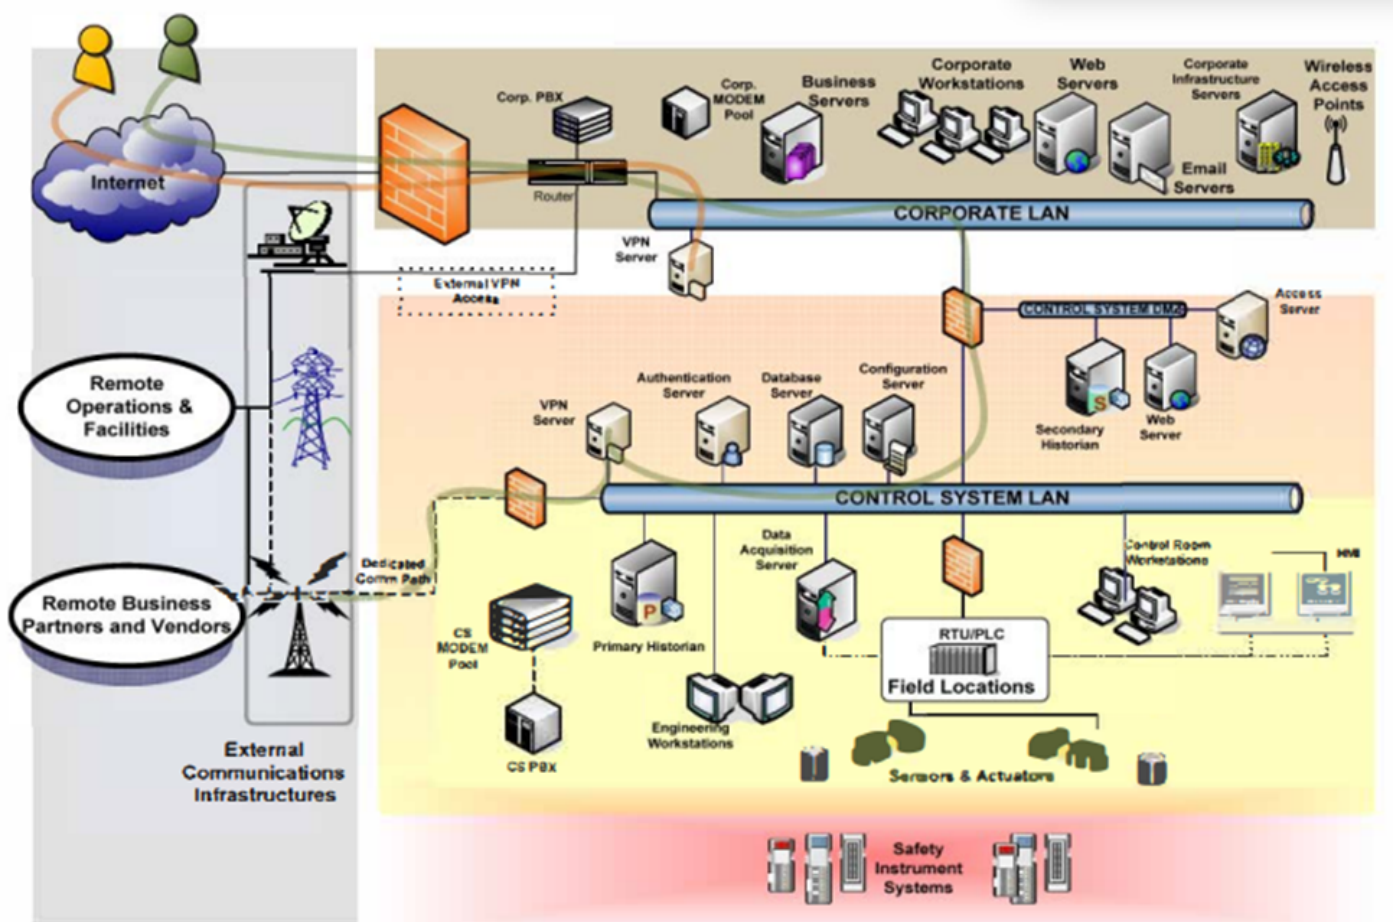 Internet
Corp. PBX
Router
Corp.
MODEM
Pool
Business
Servers
Corporate
Workstations
Web
Servers
Email
Servers
Corporate
Infrastructure
Servers
Wireless
Access
Points
CORPORATE LAN
VPN
Server
External VPN
Access
CONTROL SYSTEM DMZ
Access
Server
Secondary
Historian
S
Web
Server
Remote
Operations &
Facilities
VPN
Server
Authentication
Server
Database
Server
Configuration
Server
CONTROL SYSTEM LAN
Remote Business
Partners and Vendors
Dedicated
Comm Path
External
Communications
Infrastructures
CS
MODEM
Pool
CS PBX
P
Primary Historian
Engineering
Workstations
Data
Acquisition
Server
RTU/PLC
Field Locations
Control Room
Workstations
HMI
Sensors & Actuators
Safety
Instrument
Systems